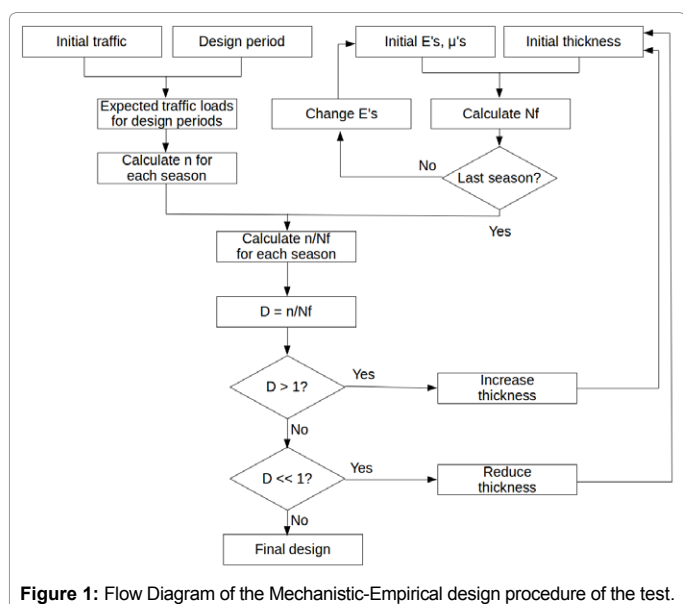 Initial traffic
Design period
Initial E's, µ's
Initial thickness
Expected traffic loads
for design periods
Change E's
Calculate Nf
Calculate n for
each season
No
Last season?
Yes
Calculate n/Nf
for each season
D = n/Nf
D > 1?
Yes
Increase
thickness
No
D << 1?
Yes
Reduce
thickness
No
Final design
Figure 1: Flow Diagram of the Mechanistic-Empirical design procedure of the test.